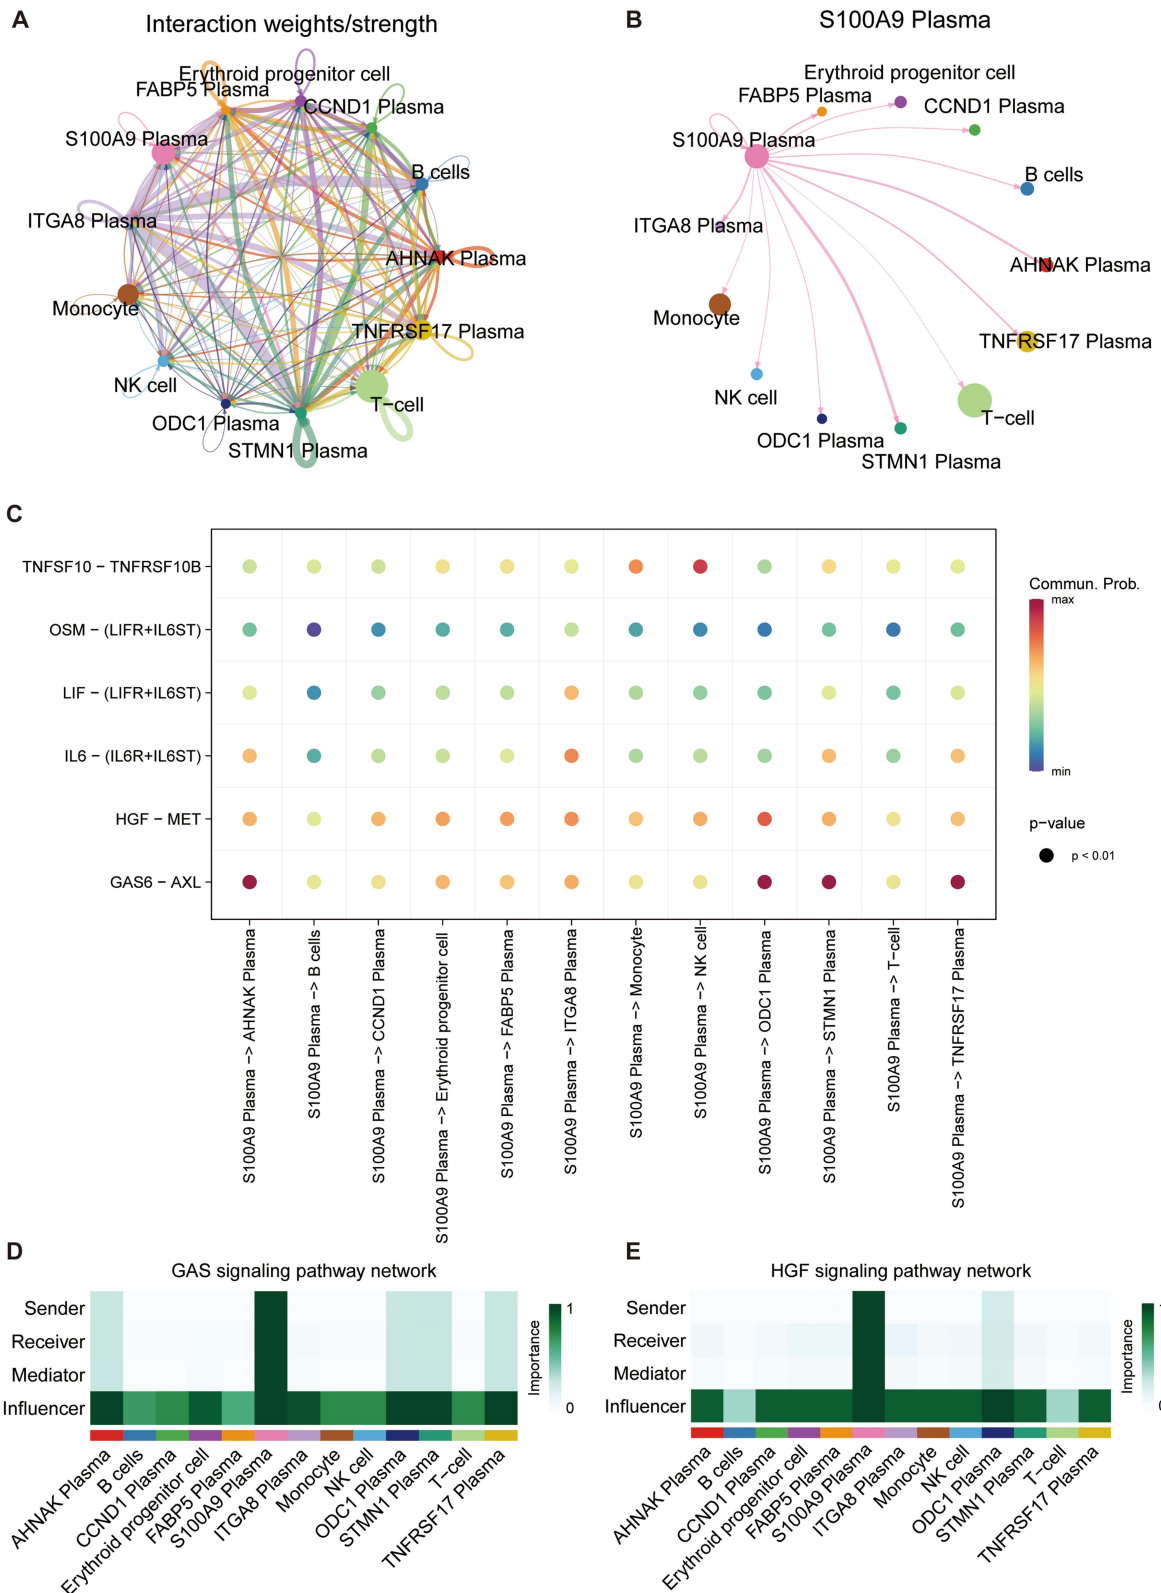 A
Interaction weights/strength
Erythroid progenitor cell
FABP5 Plasma
CCND1 Plasma
S100A9 Plasma
B cells
ITGA8 Plasma
AHNAK Plasma
Monocyte
TNFRSF17 Plasma
NK cell
T-cell
ODC1 Plasma
STMN1 Plasma
B
S100A9 Plasma
Erythroid progenitor cell
FABP5 Plasma
CCND1 Plasma
S100A9 Plasma
B cells
ITGA8 Plasma
AHNAK Plasma
Monocyte
TNFRSF17 Plasma
NK cell
T-cell
ODC1 Plasma
STMN1 Plasma
C
TNFSF10 - TNFRSF10B
OSM - (LIFR+IL6ST)
LIF - (LIFR+IL6ST)
IL6 - (IL6R+IL6ST)
HGF - MET
GAS6 - AXL
S100A9 Plasma -> AHNAK Plasma
S100A9 Plasma -> B cells
S100A9 Plasma -> CCND1 Plasma
S100A9 Plasma -> Erythroid progenitor cell
S100A9 Plasma -> FABP5 Plasma
S100A9 Plasma -> ITGA8 Plasma
S100A9 Plasma -> Monocyte
S100A9 Plasma -> NK cell
S100A9 Plasma -> ODC1 Plasma
S100A9 Plasma -> STMN1 Plasma
S100A9 Plasma -> T-cell
S100A9 Plasma -> TNFRSF17 Plasma
Commun. Prob.
max
min
p-value
p < 0.01
D
GAS signaling pathway network
Sender
Receiver
Mediator
Influencer
AHNAK Plasma
B cells
CCND1 Plasma
Erythroid progenitor cell
FABP5 Plasma
S100A9 Plasma
ITGA8 Plasma
Monocyte
NK cell
ODC1 Plasma
STMN1 Plasma
T-cell
TNFRSF17 Plasma
Importance
1
0
E
HGF signaling pathway network
Sender
Receiver
Mediator
Influencer
AHNAK Plasma
B cells
CCND1 Plasma
Erythroid progenitor cell
FABP5 Plasma
S100A9 Plasma
ITGA8 Plasma
Monocyte
NK cell
ODC1 Plasma
STMN1 Plasma
T-cell
TNFRSF17 Plasma
Importance